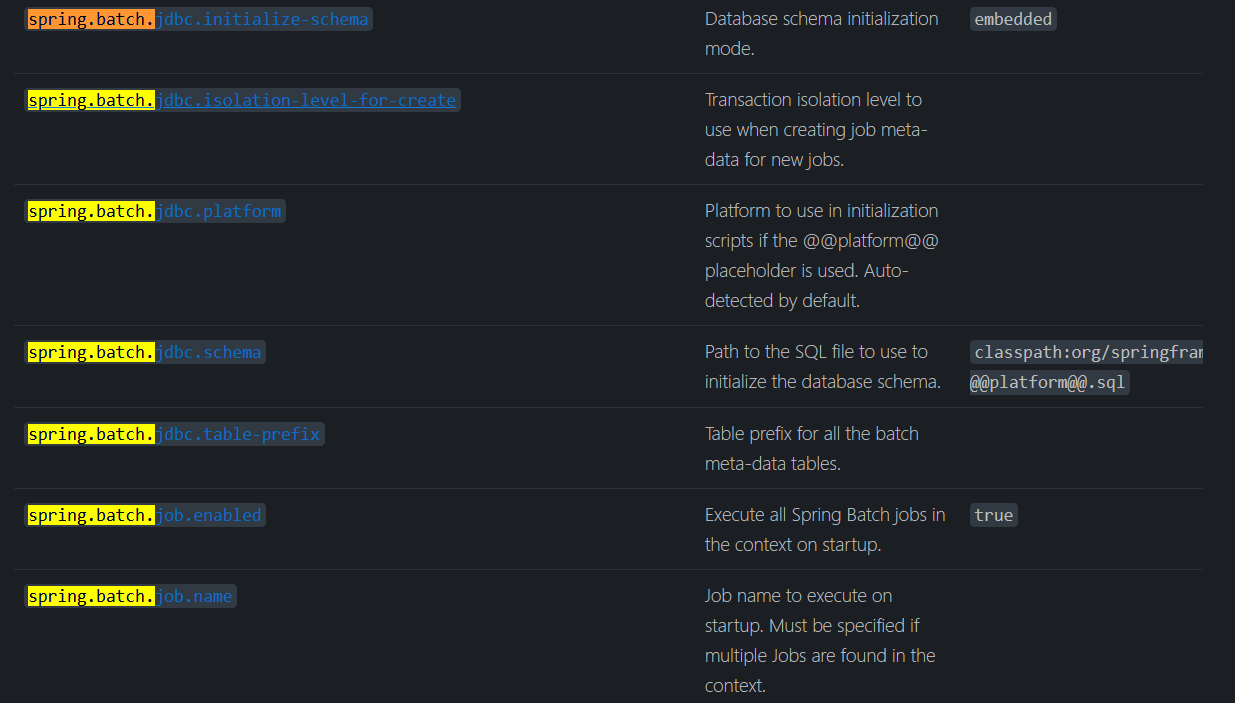 spring.batch.jdbc.initialize-schema Database schema initialization embedded
mode.
spring.batch.jdbc.isolation-level-for-create Transaction isolation level to
use when creating job meta-
data for new jobs.
spring.batch.jdbc.platform Platform to use in initialization
scripts if the @@platform@@
placeholder is used. Auto-
detected by default.
spring.batch.jdbc.schema Path to the SQL file to use to classpath:org/springfram
initialize the database schema. @@platform@@.sql
spring.batch.jdbc.table-prefix Table prefix for all the batch
meta-data tables.
spring.batch.job.enabled Execute all Spring Batch jobs in true
the context on startup.
spring.batch.job.name Job name to execute on
startup. Must be specified if
multiple Jobs are found in the
context.